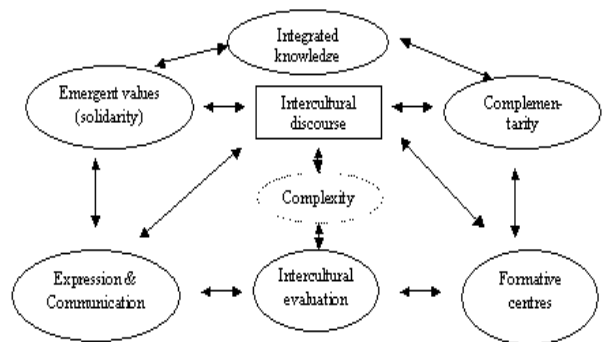 Integrated
knowledge
Emergent values
(solidarity)
Intercultural
discourse
Complemen-
tarity
Complexity
Expression &
Communication
Intercultural
evaluation
Formative
centres